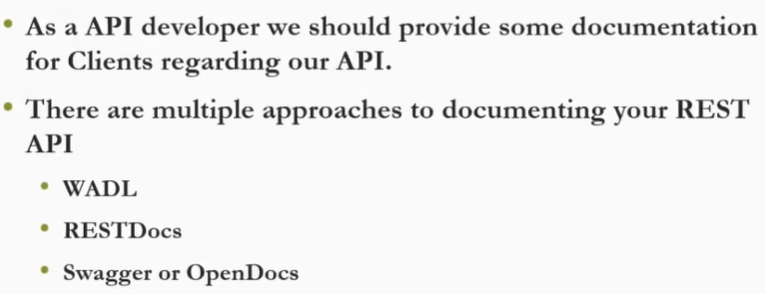 • As a API developer we should provide some documentation
for Clients regarding our API.
• There are multiple approaches to documenting your REST
API
• WADL
• RESTDocs
• Swagger or OpenDocs